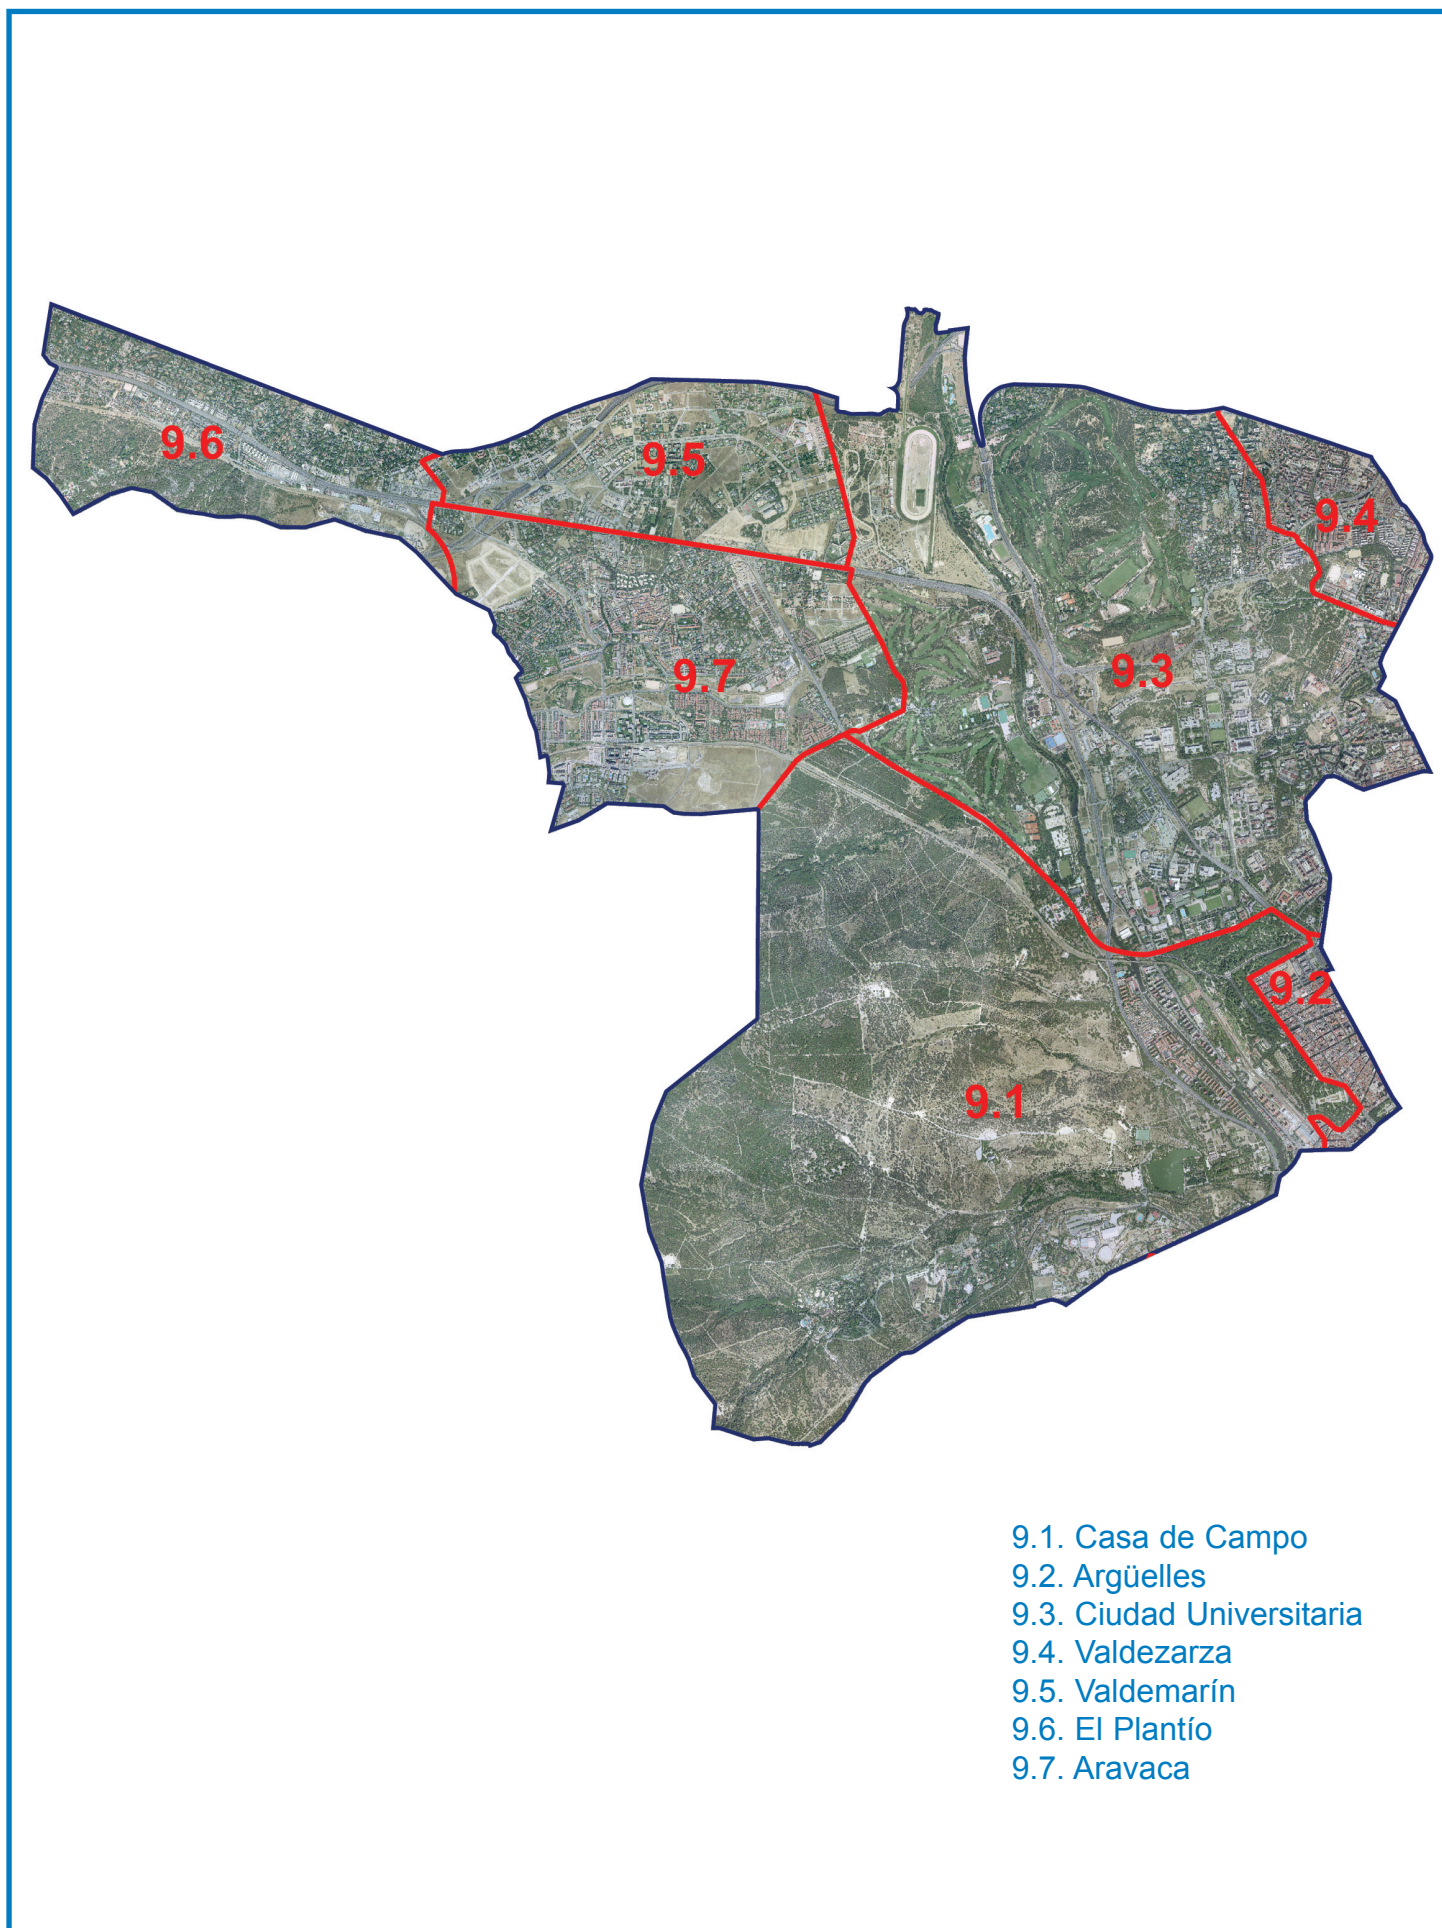 9.6
9.5
9.4
9.7
9.3
9.2
9.1
9.1. Casa de Campo
9.2. Argüelles
9.3. Ciudad Universitaria
9.4. Valdezarza
9.5. Valdemarín
9.6. El Plantío
9.7. Aravaca